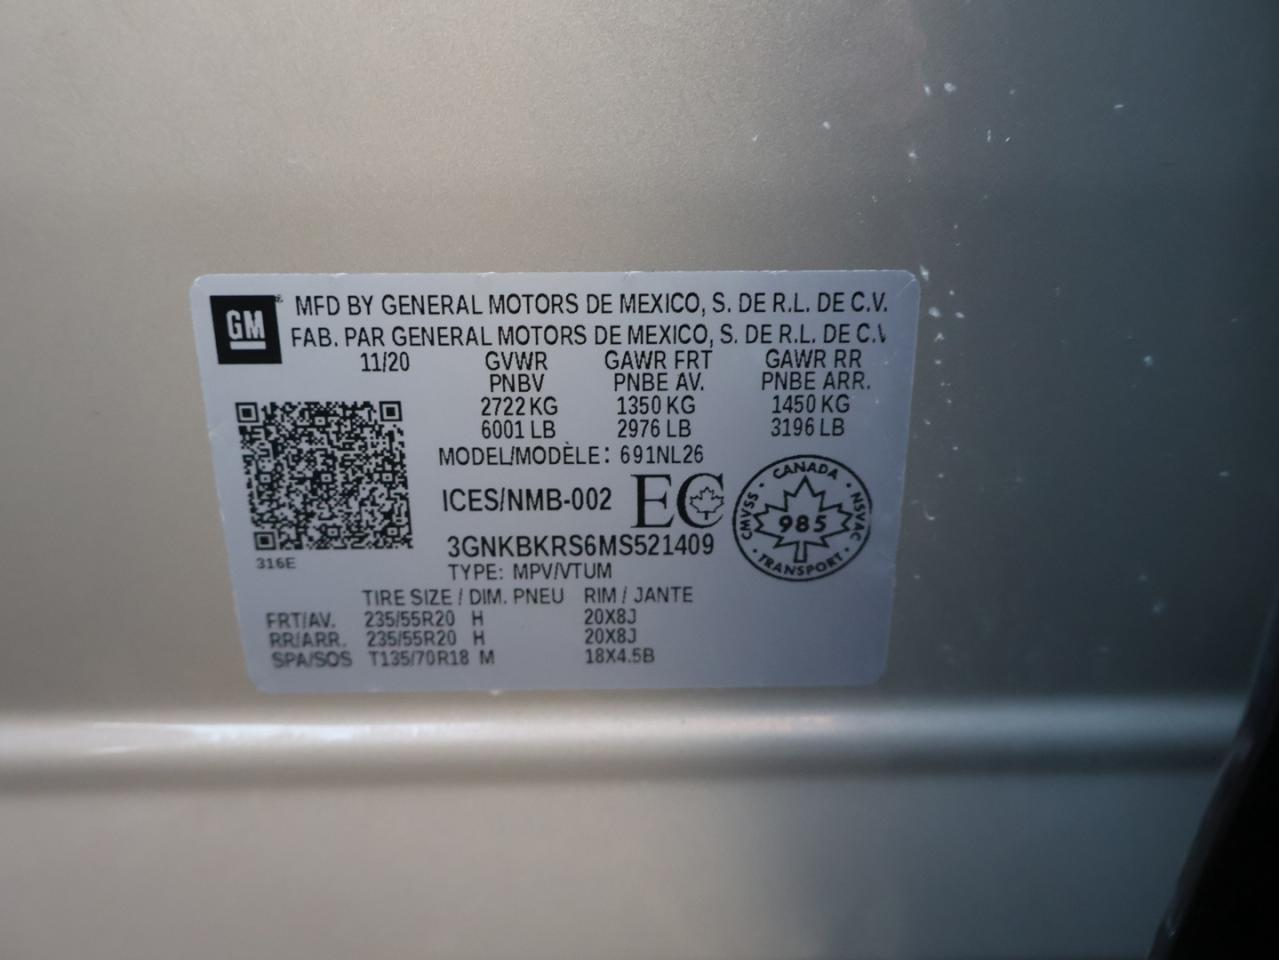 GM
MFD BY GENERAL MOTORS DE MEXICO, S. DE R.L. DE C.V.
FAB. PAR GENERAL MOTORS DE MEXICO, S. DE R.L. DE C.V
11/20 GVWR GAWR FRT GAWR RR
PNBV PNBE AV. PNBE ARR.
2722 KG 1350 KG 1450 KG
6001 LB 2976 LB 3196 LB
MODEL/MODÈLE: 691NL26
ICES/NMB-002 EC
3GNKBKRS6MS521409
CANADA
CMVSS 985 NSVAC
TRANSPORT
316E
TYPE: MPV/VTUM
TIRE SIZE / DIM. PNEU RIM / JANTE
FRT/AV. 235/55R20 H 20X8J
RR/ARR. 235/55R20 H 20X8J
SPA/SOS T135/70R18 M 18X4.5B